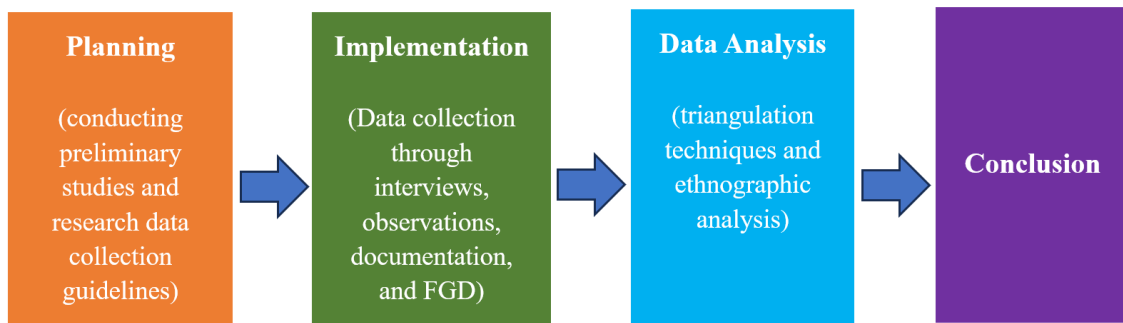 Planning
(conducting
preliminary
studies and
research data
collection
guidelines)
Implementation
(Data collection
through
interviews,
observations,
documentation,
and FGD)
Data Analysis
(triangulation
techniques and
ethnographic
analysis)
Conclusion